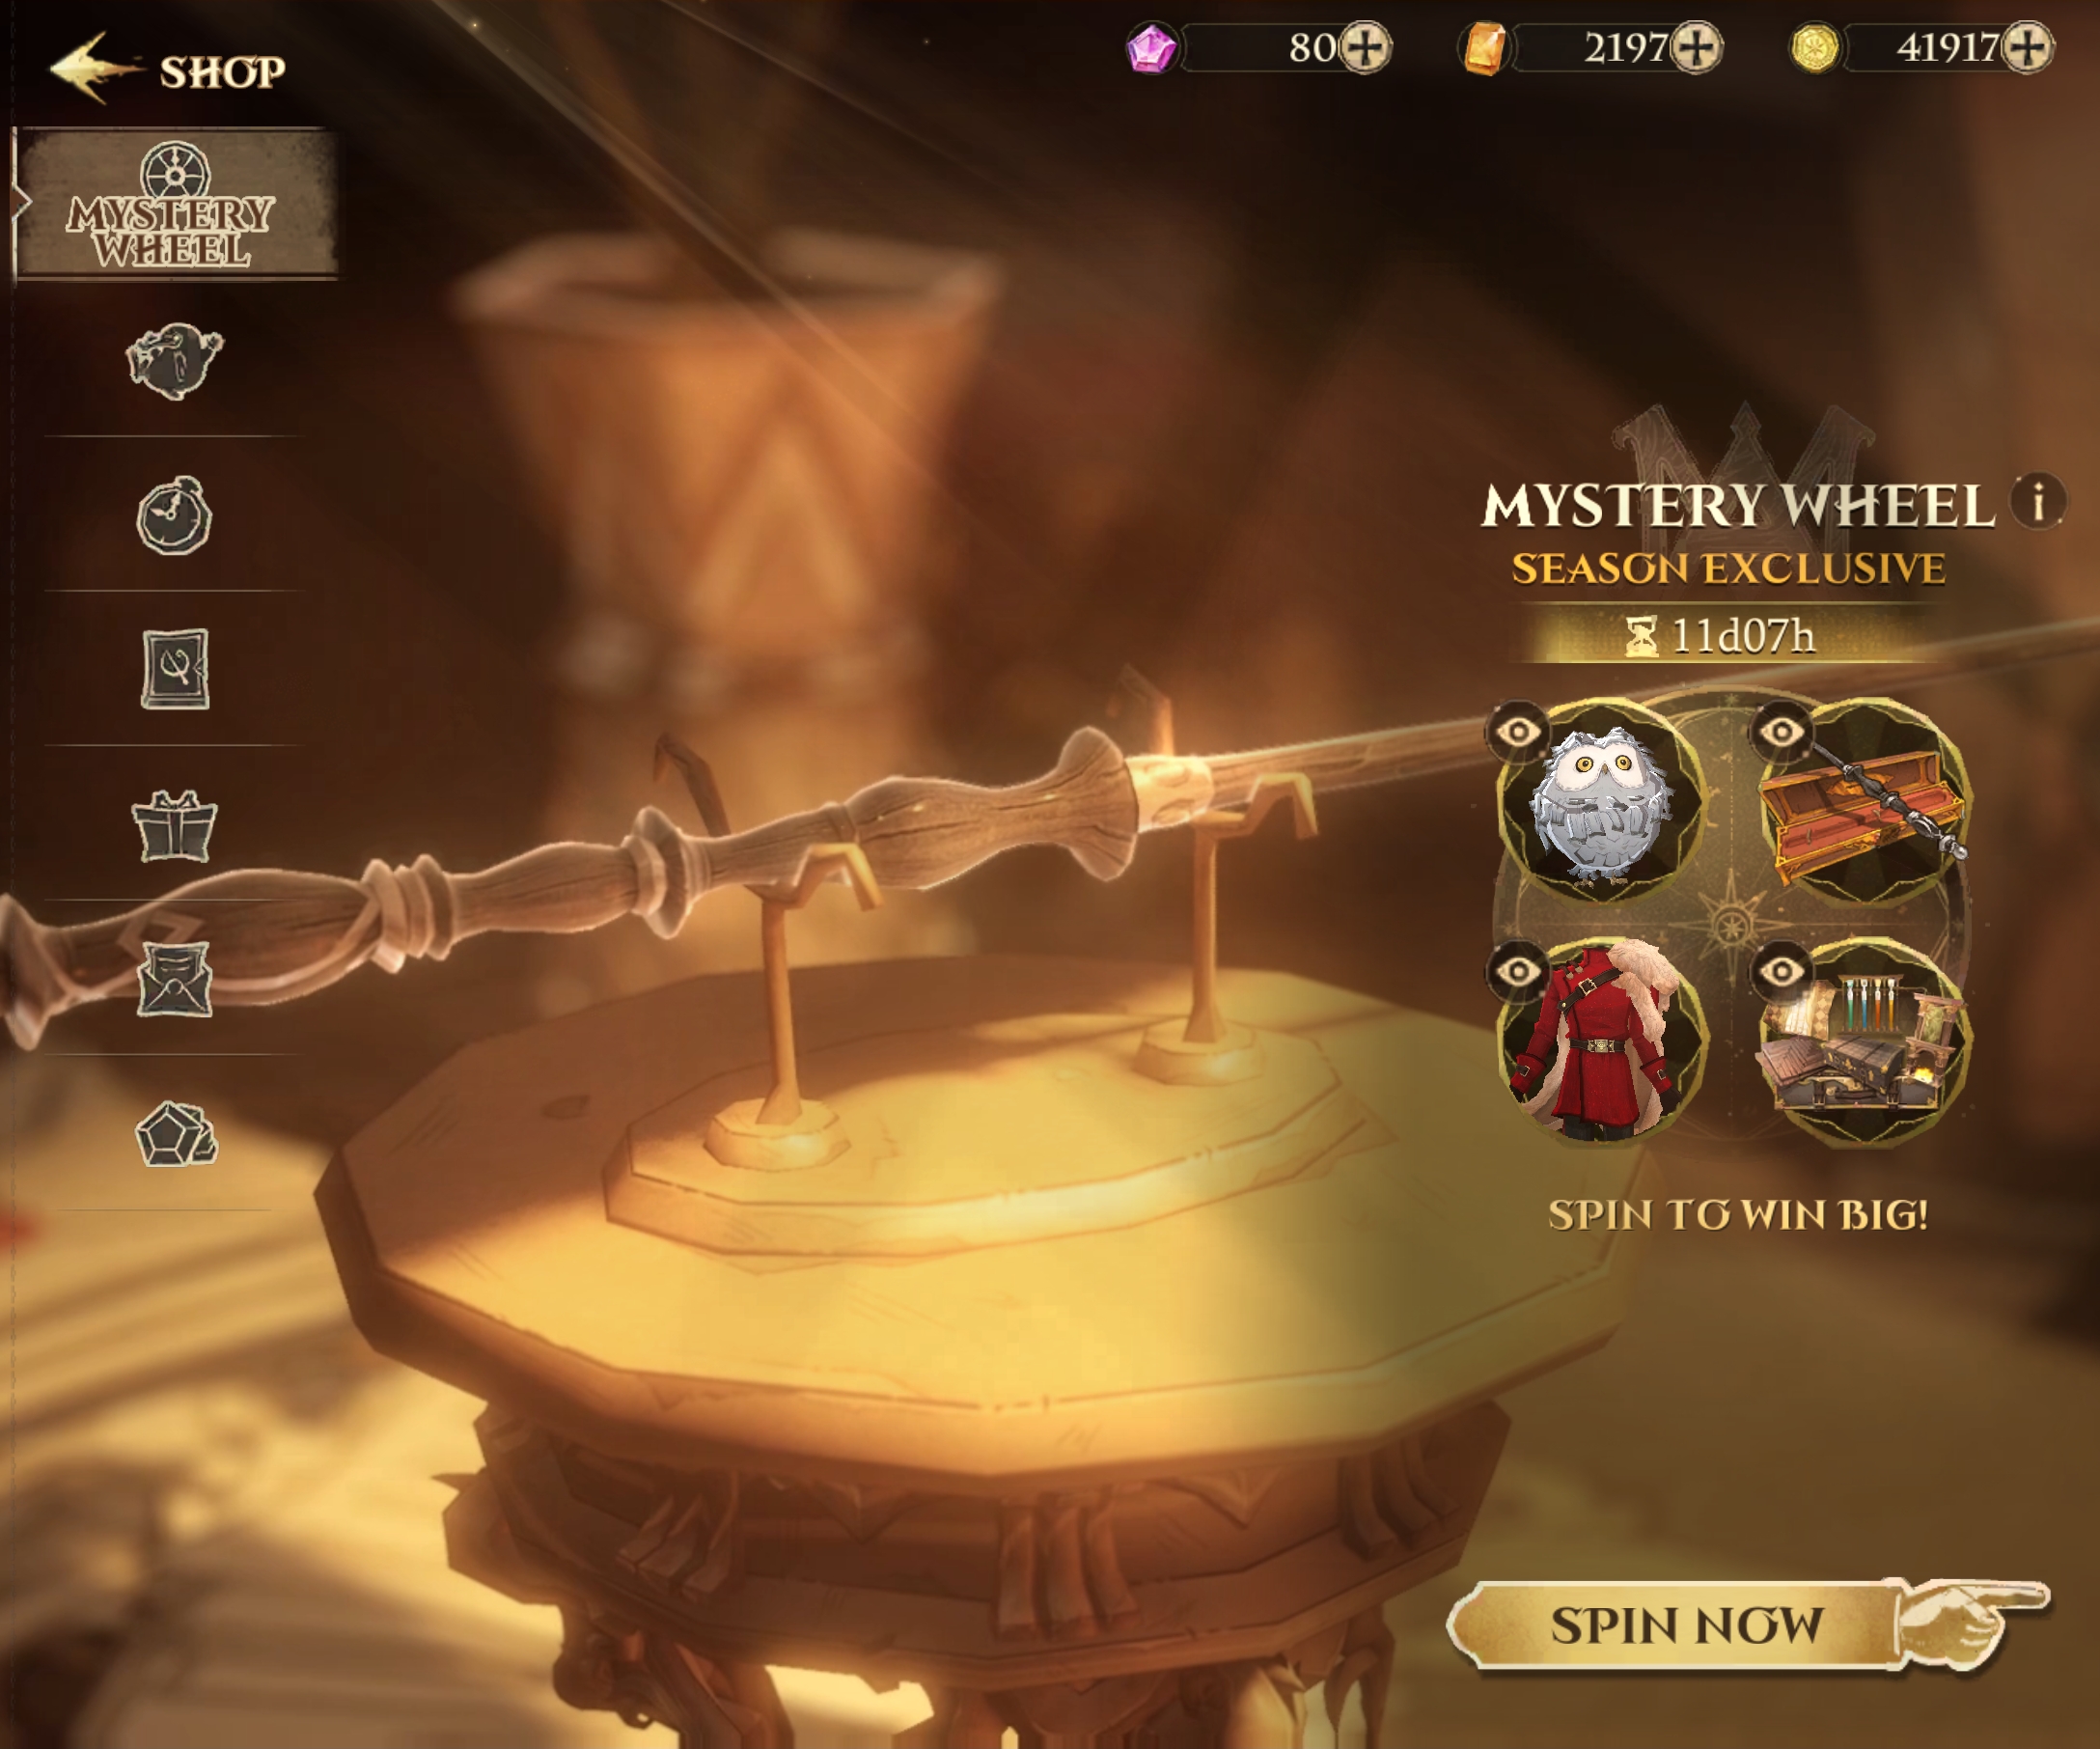 SHOP
80
2197
41917
MYSTERY
WHEEL
MYSTERY WHEEL
i
SEASON EXCLUSIVE
11d07h
SPIN TO WIN BIG!
SPIN NOW